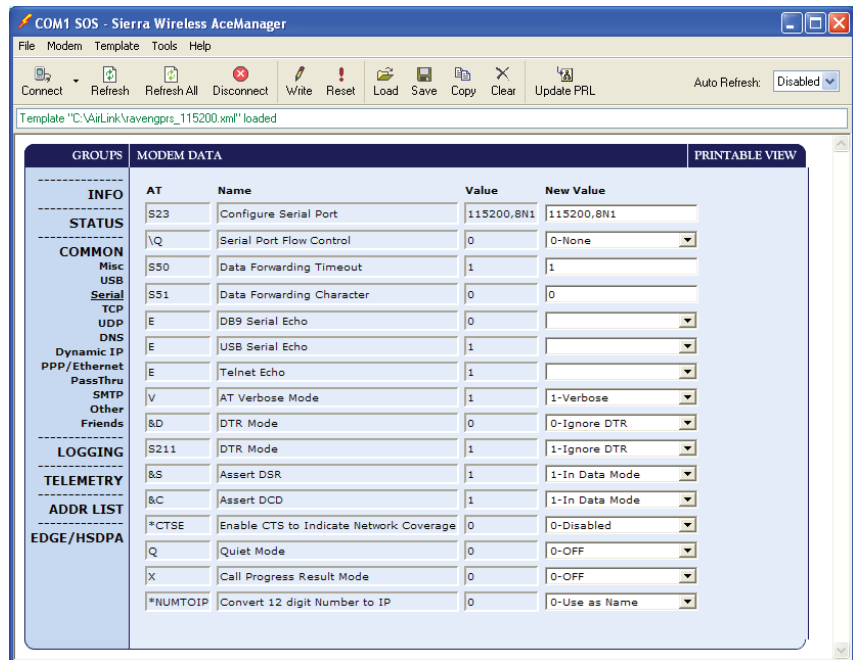 COM1 SOS - Sierra Wireless AceManager
File Modem Template Tools Help
Connect Refresh Refresh All Disconnect Write Reset Load Save Copy Clear Update PRL Auto Refresh: Disabled
Template "C:\AirLink\ravengprs_115200.xml" loaded
GROUPS MODEM DATA PRINTABLE VIEW
INFO
STATUS
COMMON
Misc
USB
Serial
TCP
UDP
DNS
Dynamic IP
PPP/Ethernet
PassThru
SMTP
Other
Friends
LOGGING
TELEMETRY
ADDR LIST
EDGE/HSDPA
AT Name Value New Value
S23 Configure Serial Port 115200,8N1 115200,8N1
\Q Serial Port Flow Control 0 0-None
S50 Data Forwarding Timeout 1 1
S51 Data Forwarding Character 0 0
E DB9 Serial Echo 0
E USB Serial Echo 1
E Telnet Echo 1
V AT Verbose Mode 1 1-Verbose
&D DTR Mode 0 0-Ignore DTR
S211 DTR Mode 1 1-Ignore DTR
&S Assert DSR 1 1-In Data Mode
&C Assert DCD 1 1-In Data Mode
*CTSE Enable CTS to Indicate Network Coverage 0 0-Disabled
Q Quiet Mode 0 0-OFF
X Call Progress Result Mode 0 0-OFF
*NUMTOIP Convert 12 digit Number to IP 0 0-Use as Name